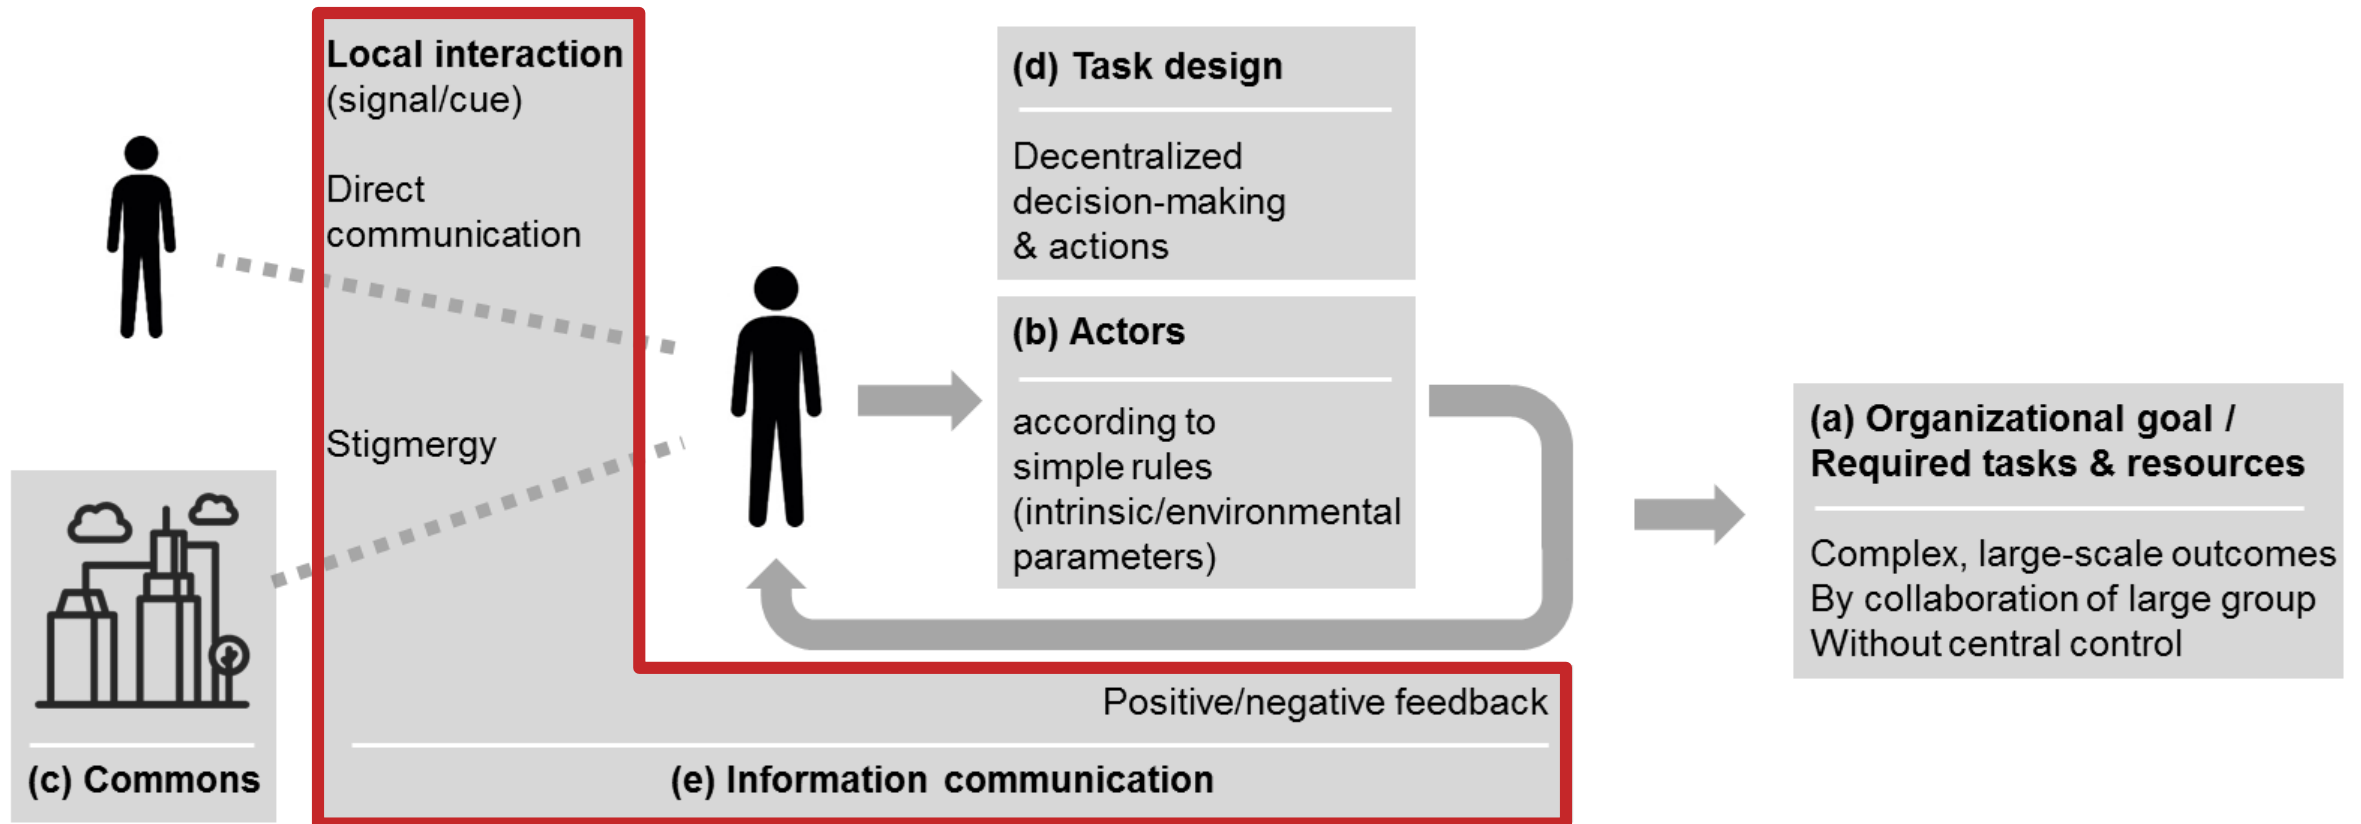 Local interaction
(signal/cue)
Direct
communication
Stigmergy
(c) Commons
Positive/negative feedback
(e) Information communication
(d) Task design
Decentralized
decision-making
& actions
(b) Actors
according to
simple rules
(intrinsic/environmental
parameters)
(a) Organizational goal /
Required tasks & resources
Complex, large-scale outcomes
By collaboration of large group
Without central control